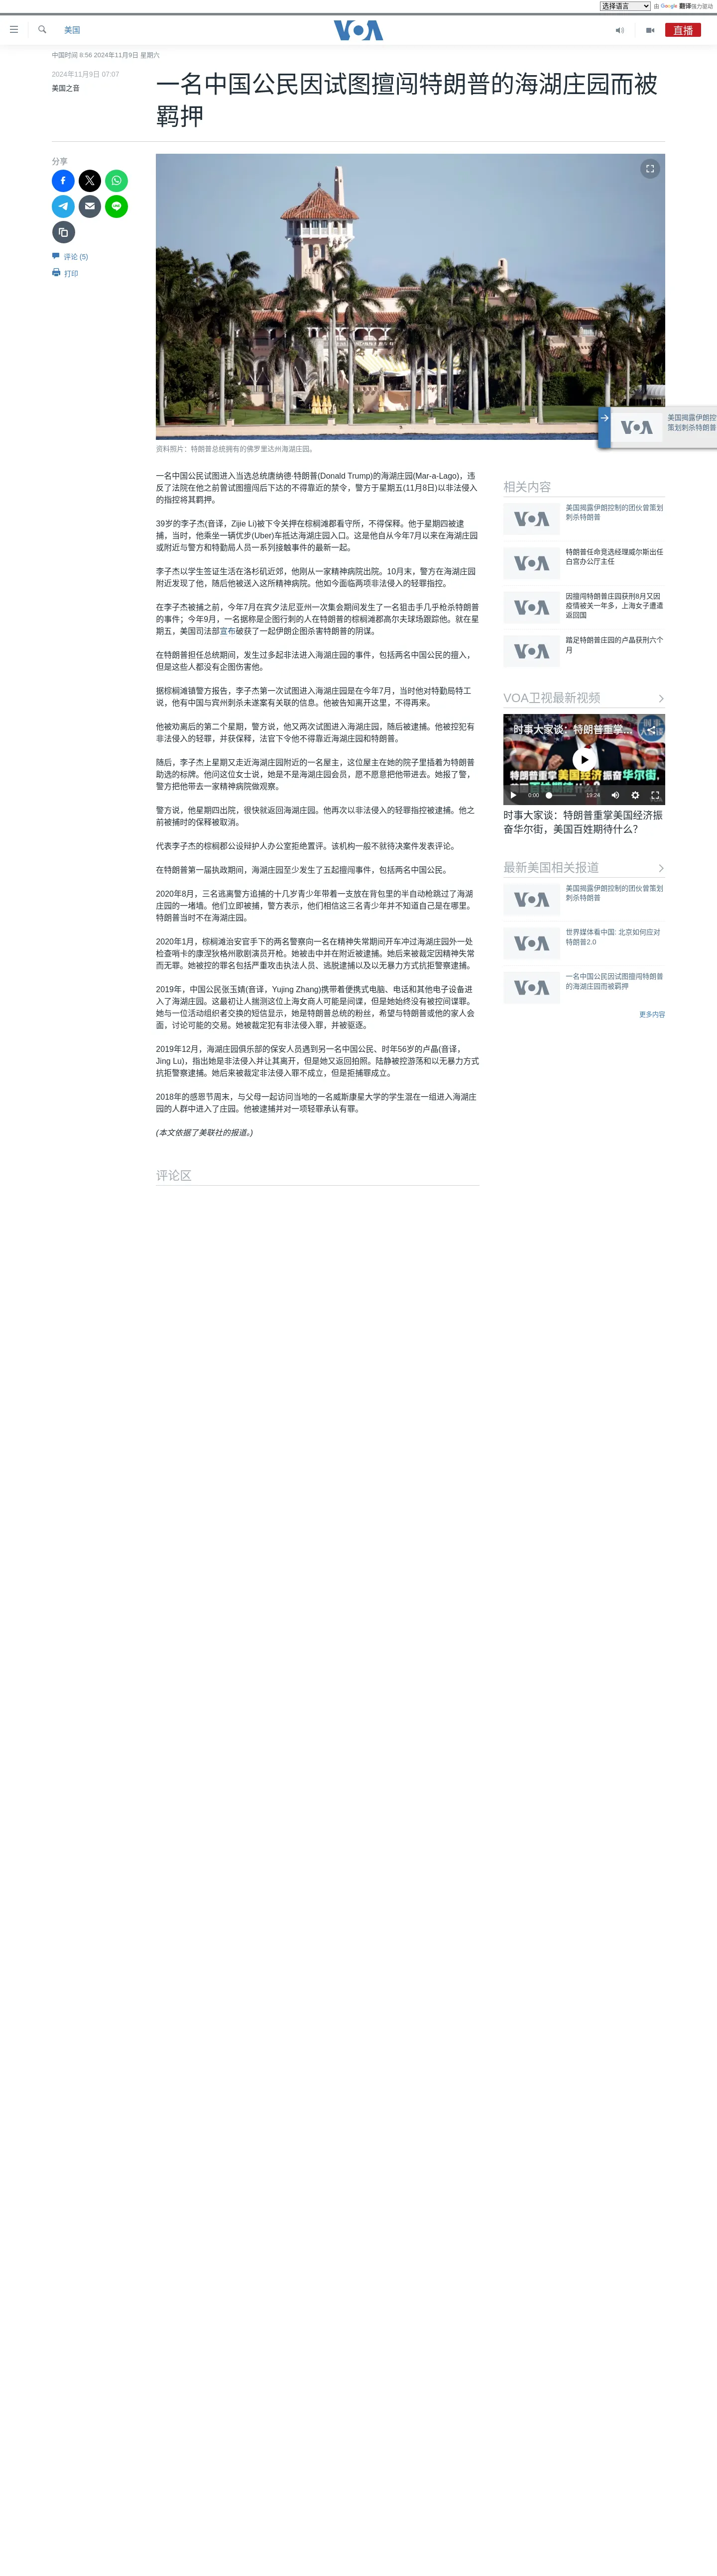 选择语言
由 Google 翻译强力驱动
美国
VOA
直播
中国时间 6:56 2024年11月9日 星期六
2024年11月9日 07:07
美国之音
一名中国公民因试图擅闯特朗普的海湖庄园而被
羁押
分享
评论 (5)
打印
资料照片：特朗普总统拥有的佛罗里达州海湖庄园。
美国揭露伊朗控
策划刺杀特朗普
VOA
一名中国公民试图进入当选总统唐纳德·特朗普(Donald Trump)的海湖庄园(Mar-a-Lago)，违
反了法院在他之前曾试图擅闯后下达的不得靠近的禁令，警方于星期五(11月8日)以非法侵入
的指控将其羁押。
39岁的李子杰(音译，Zijie Li)被下令关押在棕榈滩郡看守所，不得保释。他于星期四被逮
捕，当时，他乘坐一辆优步(Uber)车抵达海湖庄园入口。这是他自从今年7月以来在海湖庄园
或附近与警方和特勤局人员一系列接触事件的最新一起。
李子杰以学生签证生活在洛杉矶近郊，他刚从一家精神病院出院。10月末，警方在海湖庄园
附近发现了他，随后他被送入这所精神病院。他如今面临两项非法侵入的轻罪指控。
在李子杰被捕之前，今年7月在宾夕法尼亚州一次集会期间发生了一名狙击手几乎枪杀特朗普
的事件；今年9月，一名据称是企图行刺的人在特朗普的棕榈滩郡高尔夫球场跟踪他。就在星
期五，美国司法部宣布破获了一起伊朗企图杀害特朗普的阴谋。
在特朗普担任总统期间，发生过多起非法进入海湖庄园的事件，包括两名中国公民的擅入，
但是这些人都没有企图伤害他。
据棕榈滩镇警方报告，李子杰第一次试图进入海湖庄园是在今年7月，当时他对特勤局特工
说，他有中国与宾州刺杀未遂案有关联的信息。他被告知离开这里，不得再来。
他被劝离后的第二个星期，警方说，他又两次试图进入海湖庄园，随后被逮捕。他被控犯有
非法侵入的轻罪，并获保释，法官下令他不得靠近海湖庄园和特朗普。
随后，李子杰上星期又走近海湖庄园附近的一名屋主，这位屋主在她的院子里插着为特朗普
助选的标牌。他问这位女士说，她是不是海湖庄园会员，愿不愿意把他带进去。她报了警，
警方把他带去一家精神病院做观察。
警方说，他星期四出院，很快就返回海湖庄园。他再次以非法侵入的轻罪指控被逮捕。他之
前被捕时的保释被取消。
代表李子杰的棕榈郡公设辩护人办公室拒绝置评。该机构一般不就待决案件发表评论。
在特朗普第一届执政期间，海湖庄园至少发生了五起擅闯事件，包括两名中国公民。
2020年8月，三名逃离警方追捕的十几岁青少年带着一支放在背包里的半自动枪跳过了海湖
庄园的一堵墙。他们立即被捕，警方表示，他们相信这三名青少年并不知道自己是在哪里。
特朗普当时不在海湖庄园。
2020年1月，棕榈滩治安官手下的两名警察向一名在精神失常期间开车冲过海湖庄园外一处
检查哨卡的康涅狄格州歌剧演员开枪。她被击中并在附近被逮捕。她后来被裁定因精神失常
而无罪。她被控的罪名包括严重攻击执法人员、逃脱逮捕以及以无暴力方式抗拒警察逮捕。
2019年，中国公民张玉婧(音译，Yujing Zhang)携带着便携式电脑、电话和其他电子设备进
入了海湖庄园。这最初让人揣测这位上海女商人可能是间谍，但是她始终没有被控间谍罪。
她与一位活动组织者交换的短信显示，她是特朗普总统的粉丝，希望与特朗普或他的家人会
面，讨论可能的交易。她被裁定犯有非法侵入罪，并被驱逐。
2019年12月，海湖庄园俱乐部的保安人员遇到另一名中国公民、时年56岁的卢晶(音译，
Jing Lu)，指出她是非法侵入并让其离开，但是她又返回拍照。陆静被控游荡和以无暴力方式
抗拒警察逮捕。她后来被裁定非法侵入罪不成立，但是拒捕罪成立。
2018年的感恩节周末，与父母一起访问当地的一名威斯康星大学的学生混在一组进入海湖庄
园的人群中进入了庄园。他被逮捕并对一项轻罪承认有罪。
(本文依据了美联社的报道。)
评论区
相关内容
VOA
美国揭露伊朗控制的团伙曾策划
刺杀特朗普
VOA
特朗普任命竞选经理威尔斯出任
白宫办公厅主任
VOA
因擅闯特朗普庄园获刑8月又因
疫情被关一年多，上海女子遭遣
返回国
VOA
踏足特朗普庄园的卢晶获刑六个
月
VOA卫视最新视频
时事大家谈：特朗普重掌...
特朗普重掌美国经济振奋华尔街，
0:00
19:24
时事大家谈：特朗普重掌美国经济振
奋华尔街，美国百姓期待什么？
最新美国相关报道
VOA
美国揭露伊朗控制的团伙曾策划
刺杀特朗普
VOA
世界媒体看中国: 北京如何应对
特朗普2.0
VOA
一名中国公民因试图擅闯特朗普
的海湖庄园而被羁押
更多内容